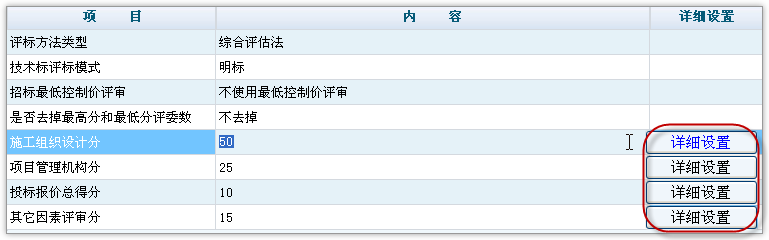 项 目 内 容 详细设置
评标方法类型 综合评估法
技术标评标模式 明标
招标最低控制价评审 不使用最低控制价评审
是否去掉最高分和最低分评委数 不去掉
施工组织设计分 50 详细设置
项目管理机构分 25 详细设置
投标报价总得分 10 详细设置
其它因素评审分 15 详细设置